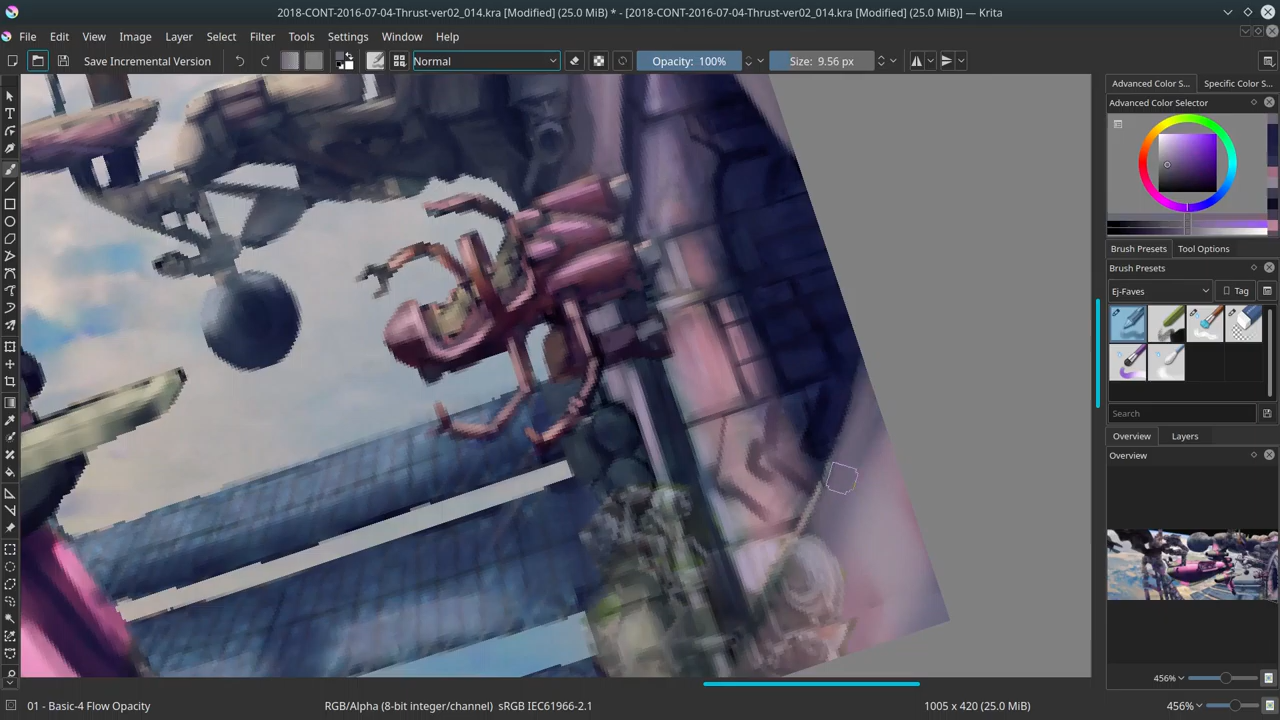 2018-CONT-2016-07-04-Thrust-ver02_014.kra [Modified] (25.0 MiB) * - [2018-CONT-2016-07-04-Thrust-ver02_014.kra [Modified] (25.0 MiB)] — Krita
File Edit View Image Layer Select Filter Tools Settings Window Help
Save Incremental Version Normal Opacity: 100% Size: 9.56 px
Advanced Color S... Specific Color S...
Advanced Color Selector
Brush Presets Tool Options
Brush Presets
Ej-Faves Tag
Search
Overview Layers
Overview
456%
01 - Basic-4 Flow Opacity RGB/Alpha (8-bit integer/channel) sRGB IEC61966-2.1 1005 x 420 (25.0 MiB) 456%